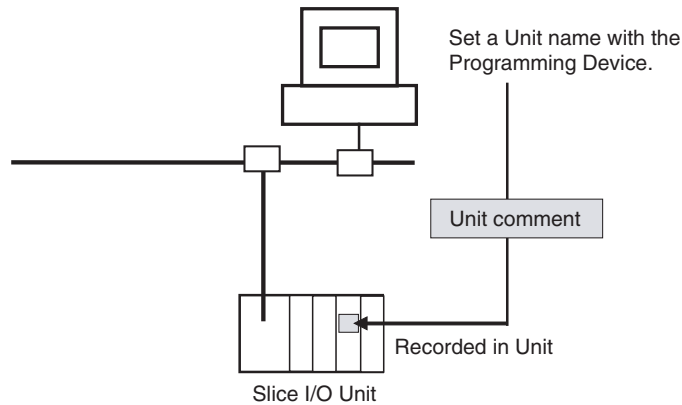 Set a Unit name with the
Programming Device.
Unit comment
Recorded in Unit
Slice I/O Unit